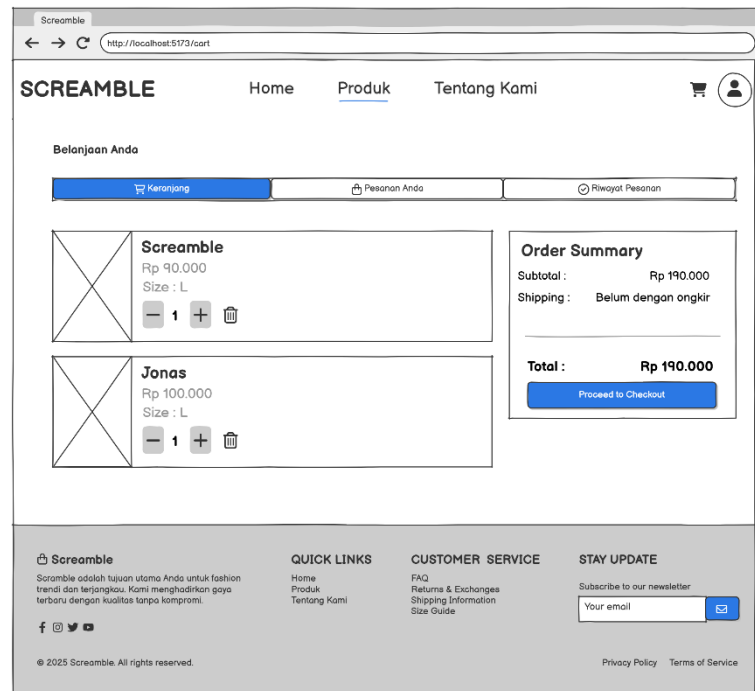 Screamble
http://localhost:5173/cart
SCREAMBLE
Home
Produk
Tentang Kami
Belanjaan Anda
Keranjang
Pesanan Anda
Riwayat Pesanan
Screamble
Rp 90.000
Size : L
1
Jonas
Rp 100.000
Size : L
1
Order Summary
Subtotal : Rp 190.000
Shipping : Belum dengan ongkir
Total : Rp 190.000
Proceed to Checkout
Screamble
Scramble adalah tujuan utama Anda untuk fashion
trendi dan terjangkau. Kami menghadirkan gaya
terbaru dengan kualitas tanpa kompromi.
QUICK LINKS
Home
Produk
Tentang Kami
CUSTOMER SERVICE
FAQ
Returns & Exchanges
Shipping Information
Size Guide
STAY UPDATE
Subscribe to our newsletter
Your email
© 2025 Screamble. All rights reserved.
Privacy Policy
Terms of Service